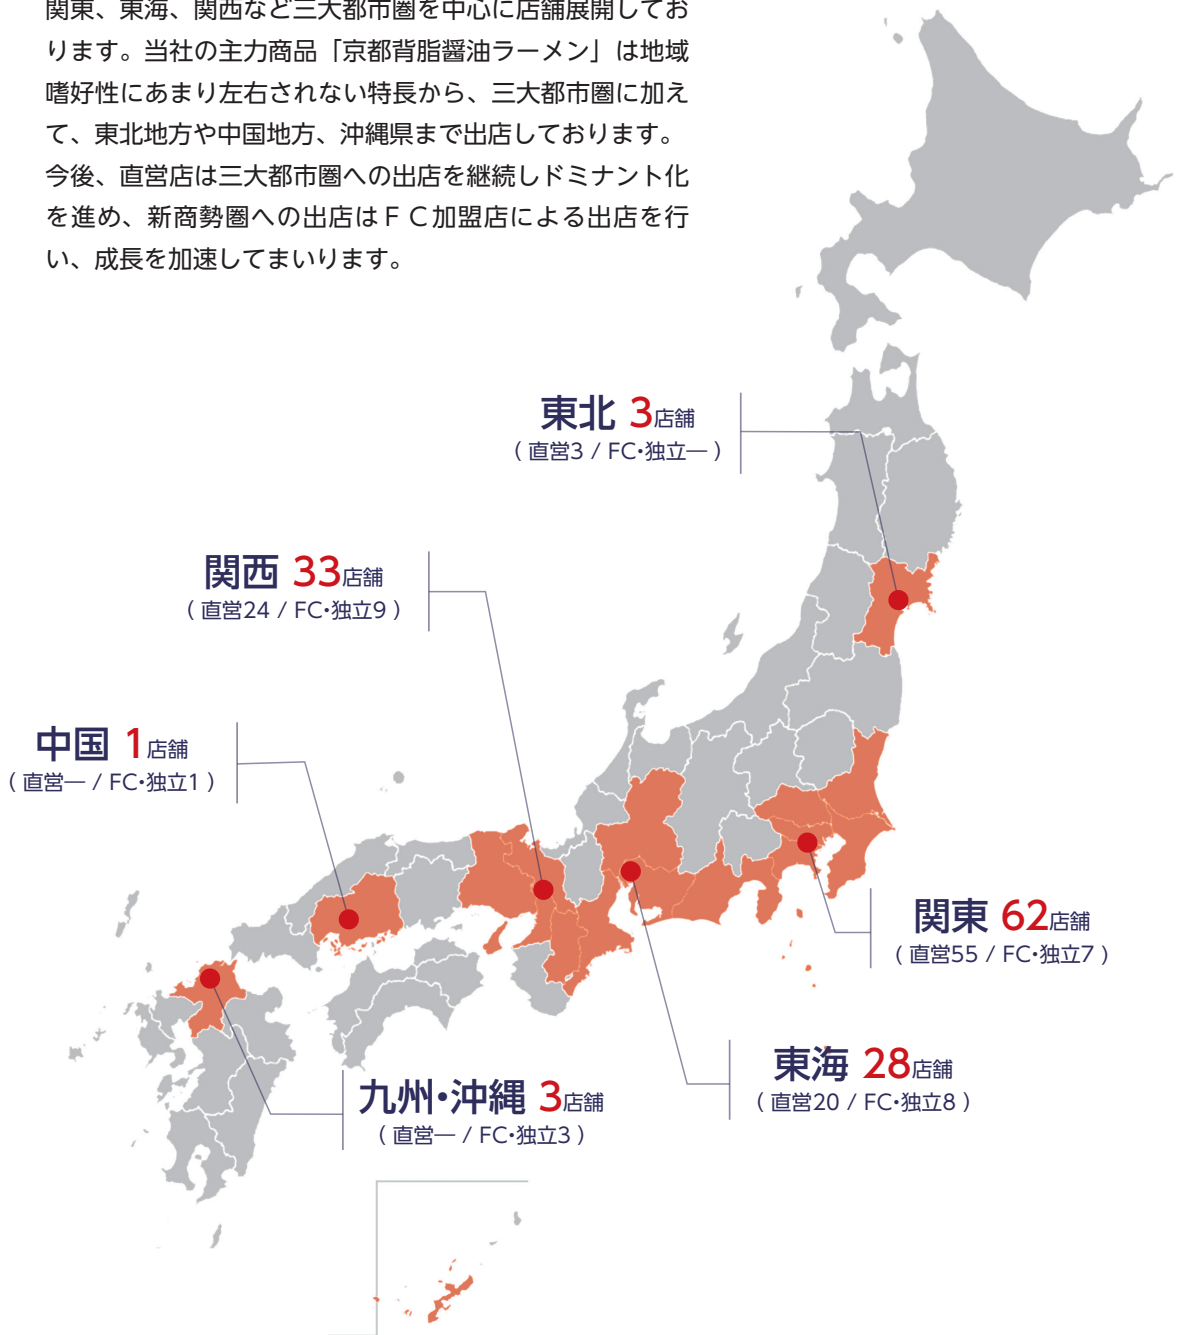 関東、東海、関西など三大都市圏を中心に店舗展開してお
ります。当社の主力商品「京都背脂醤油ラーメン」は地域
嗜好性にあまり左右されない特長から、三大都市圏に加え
て、東北地方や中国地方、沖縄県まで出店しております。
今後、直営店は三大都市圏への出店を継続しドミナント化
を進め、新商勢圏への出店はＦＣ加盟店による出店を行
い、成長を加速してまいります。
東北 3店舗
( 直営3 / FC・独立― )
関西 33店舗
( 直営24 / FC・独立9 )
中国 1店舗
( 直営― / FC・独立1 )
関東 62店舗
( 直営55 / FC・独立7 )
東海 28店舗
( 直営20 / FC・独立8 )
九州・沖縄 3店舗
( 直営― / FC・独立3 )